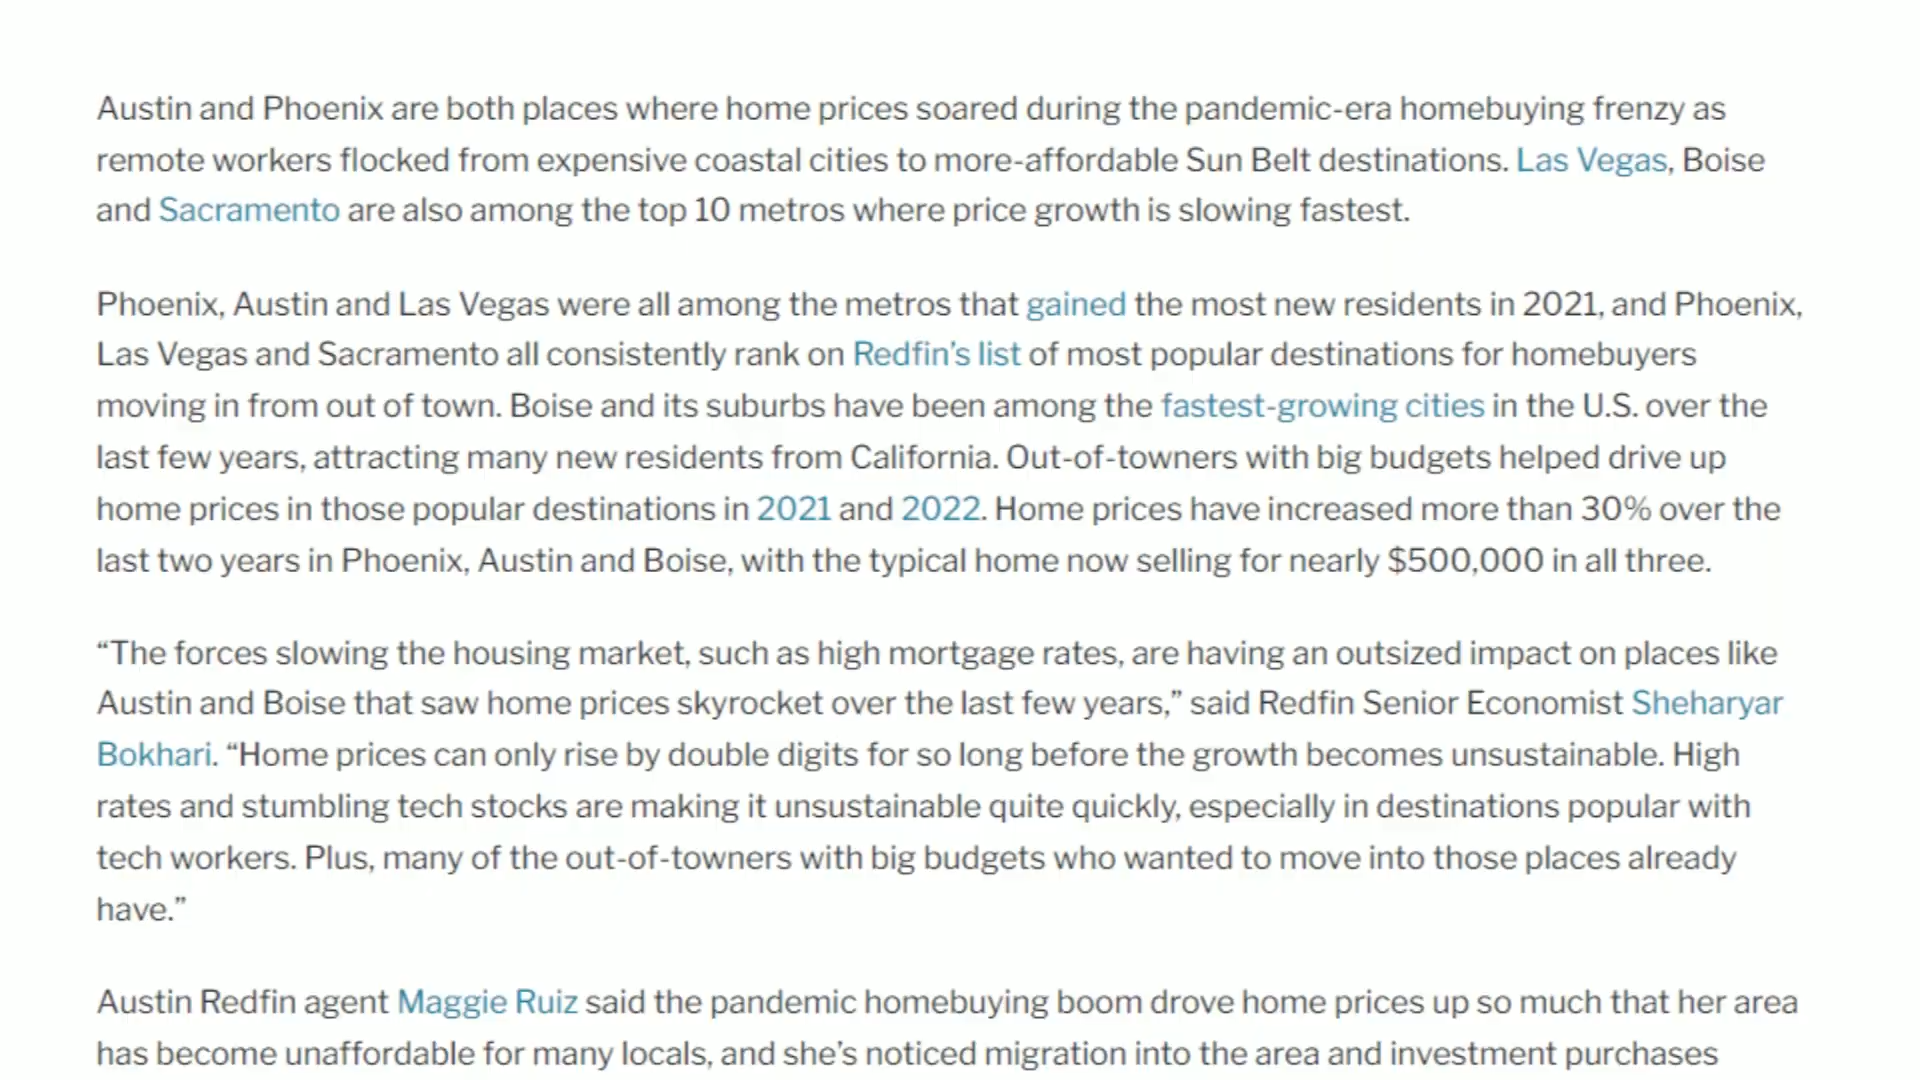 Austin and Phoenix are both places where home prices soared during the pandemic-era homebuying frenzy as
remote workers flocked from expensive coastal cities to more-affordable Sun Belt destinations. Las Vegas, Boise
and Sacramento are also among the top 10 metros where price growth is slowing fastest.
Phoenix, Austin and Las Vegas were all among the metros that gained the most new residents in 2021, and Phoenix,
Las Vegas and Sacramento all consistently rank on Redfin’s list of most popular destinations for homebuyers
moving in from out of town. Boise and its suburbs have been among the fastest-growing cities in the U.S. over the
last few years, attracting many new residents from California. Out-of-towners with big budgets helped drive up
home prices in those popular destinations in 2021 and 2022. Home prices have increased more than 30% over the
last two years in Phoenix, Austin and Boise, with the typical home now selling for nearly $500,000 in all three.
“The forces slowing the housing market, such as high mortgage rates, are having an outsized impact on places like
Austin and Boise that saw home prices skyrocket over the last few years,” said Redfin Senior Economist Sheharyar
Bokhari. “Home prices can only rise by double digits for so long before the growth becomes unsustainable. High
rates and stumbling tech stocks are making it unsustainable quite quickly, especially in destinations popular with
tech workers. Plus, many of the out-of-towners with big budgets who wanted to move into those places already
have.”
Austin Redfin agent Maggie Ruiz said the pandemic homebuying boom drove home prices up so much that her area
has become unaffordable for many locals, and she’s noticed migration into the area and investment purchases